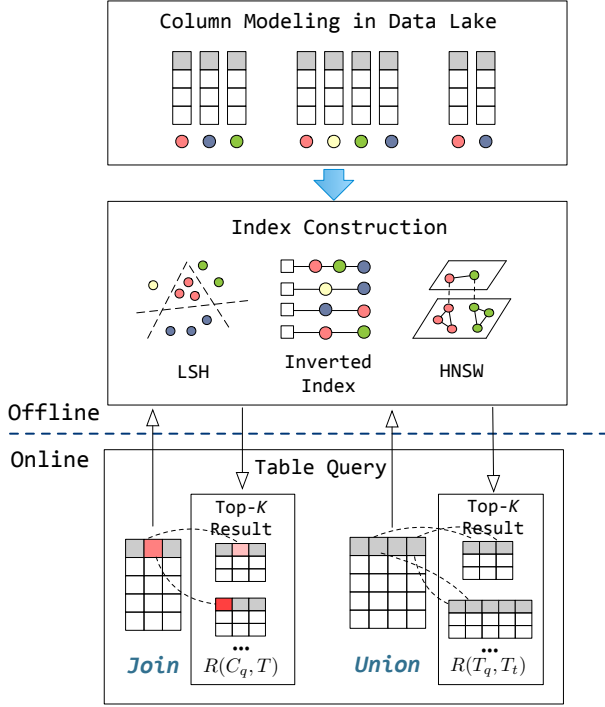 Column Modeling in Data Lake
Index Construction
LSH
Inverted
Index
HNSW
Offline
Online
Table Query
Top-K
Result
Top-K
Result
...
...
Join
R(C_q, T)
Union
R(T_q, T_t)